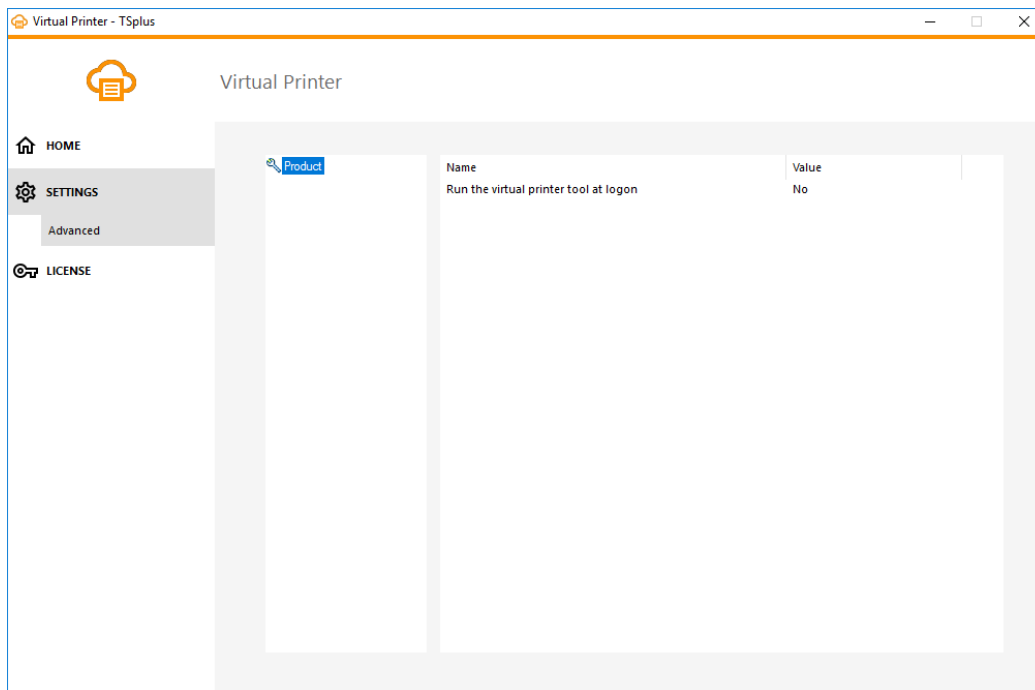 Virtual Printer - TSplus
Virtual Printer
HOME
SETTINGS
Advanced
LICENSE
Product
Name Value
Run the virtual printer tool at logon No